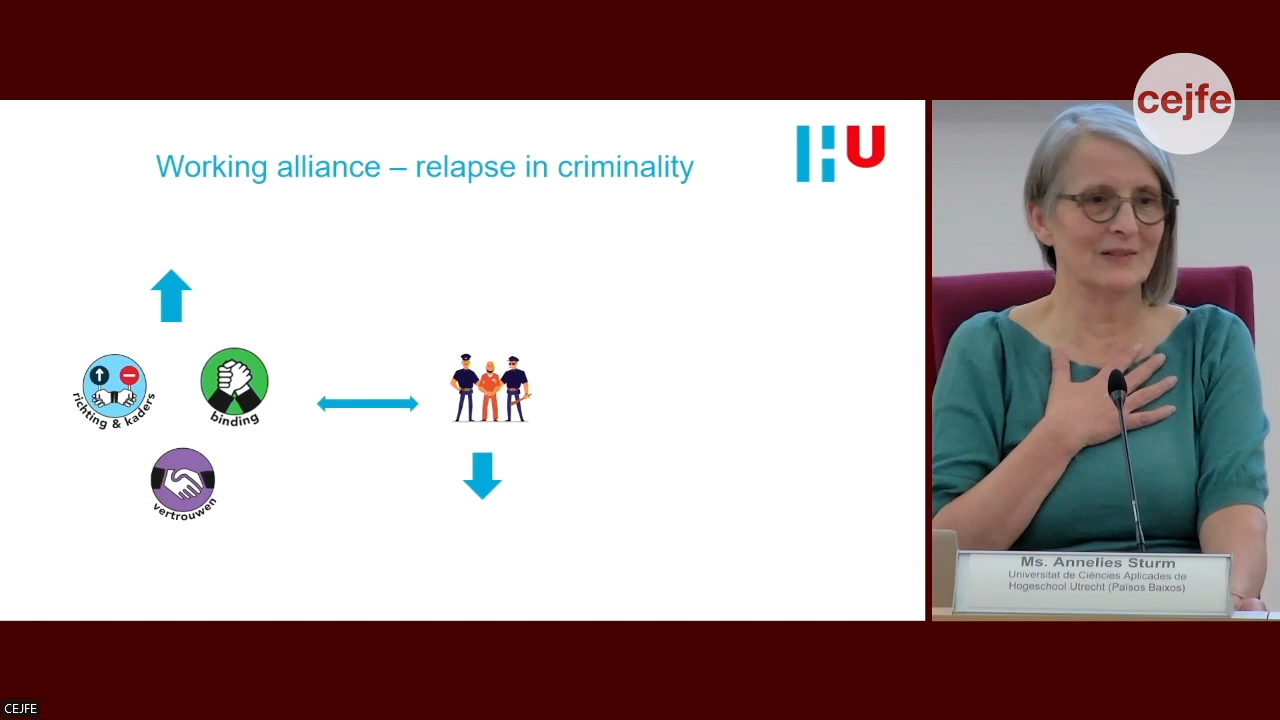 cejfe
Working alliance – relapse in criminality
HU
richting & kaders
binding
vertrouwen
Ms. Annelies Sturm
Universitat de Ciències Aplicades de
Hogeschool Utrecht (Països Baixos)
CEJFE